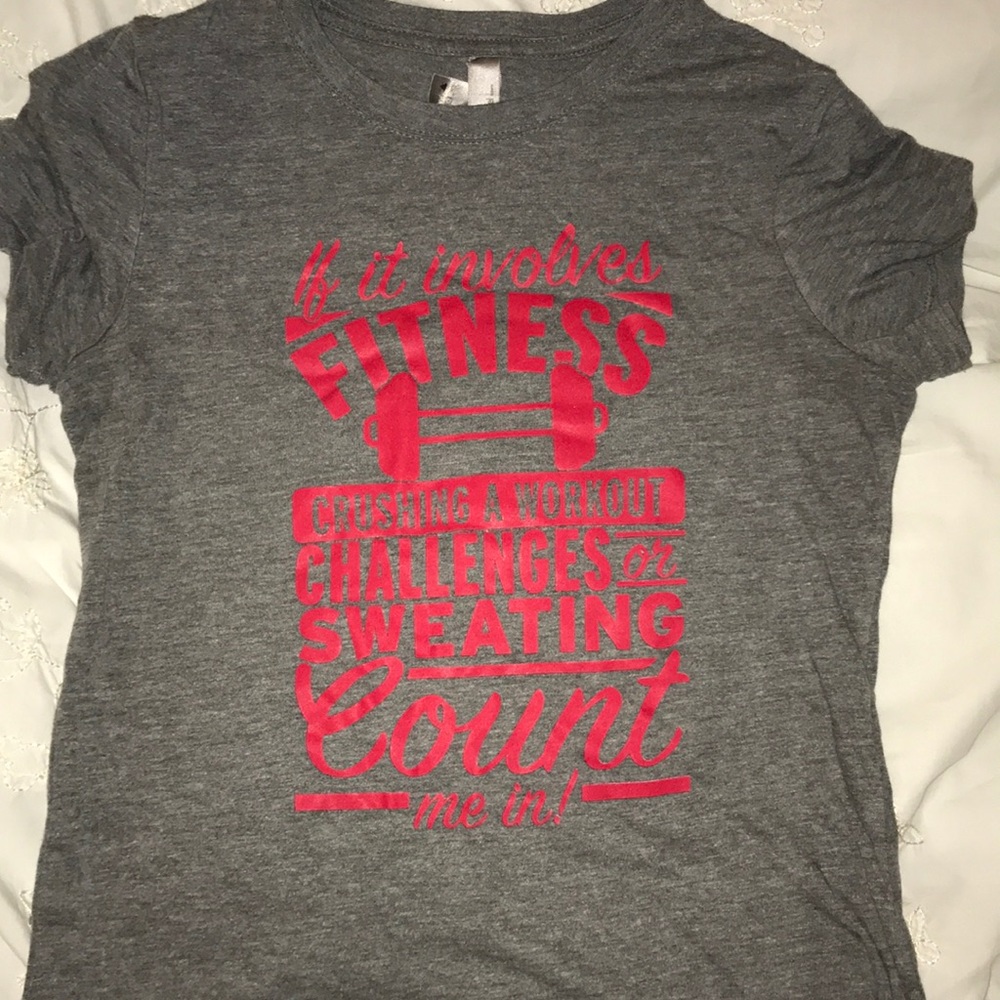 If it involves
FITNESS
CRUSHING A WORKOUT
CHALLENGES or
SWEATING
Count
me in!